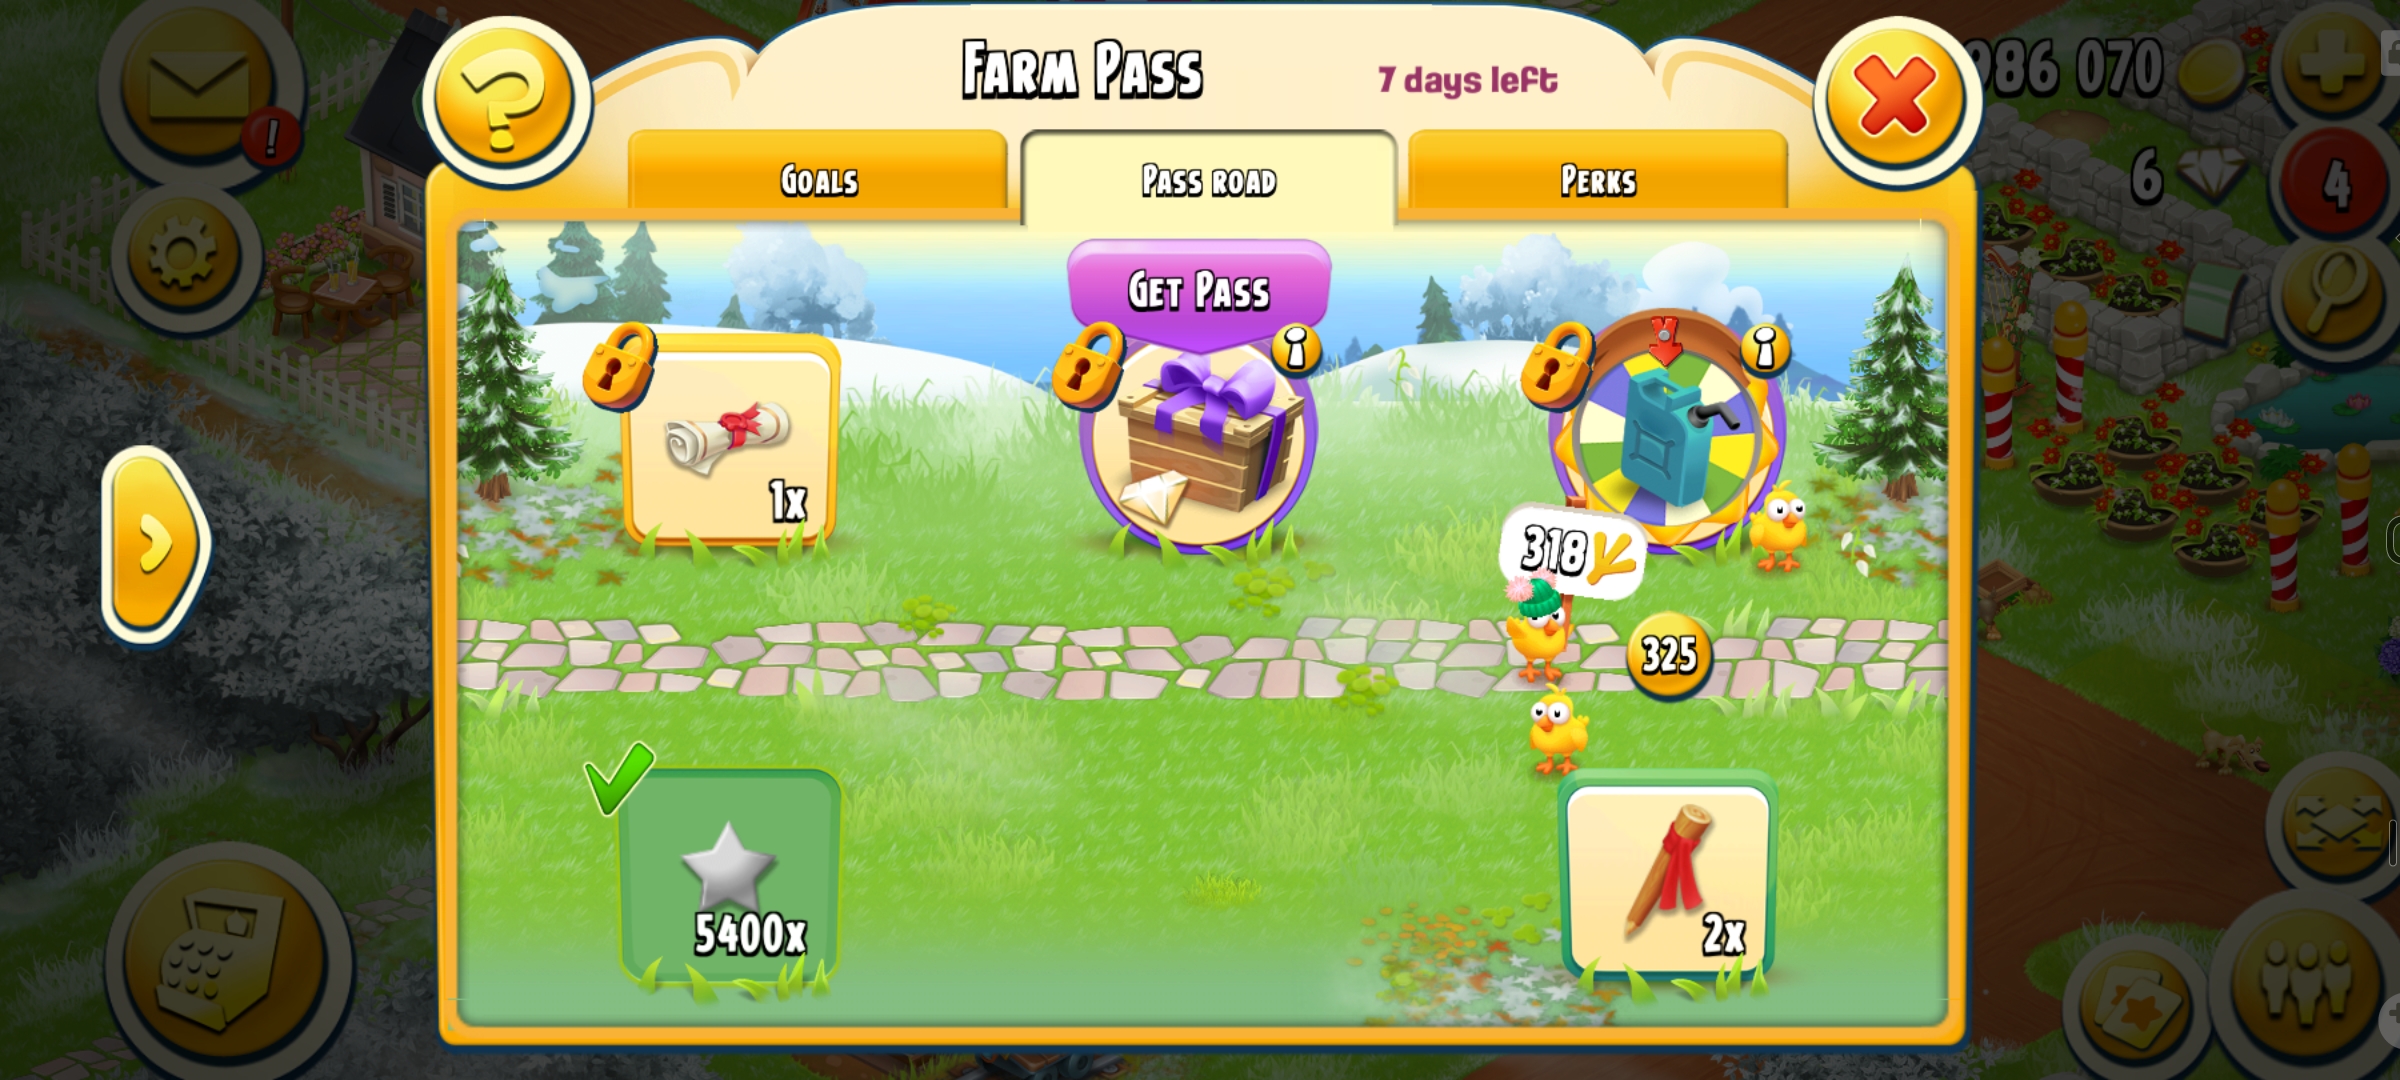 FARM PASS
7 days left
986 070
GOALS
PASS ROAD
PERKS
6
4
GET PASS
1x
318
325
5400x
2x